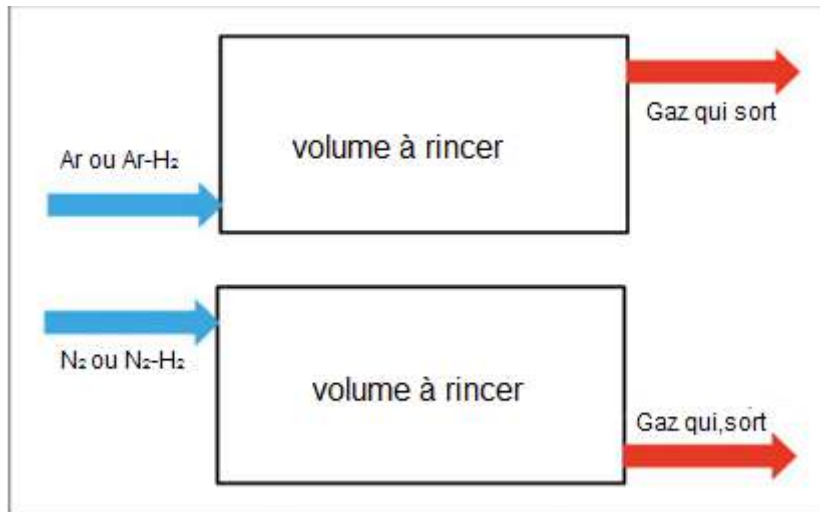 Gaz qui sort
volume à rincer
Ar ou Ar-H₂
N₂ ou N₂-H₂
volume à rincer
Gaz qui,sort